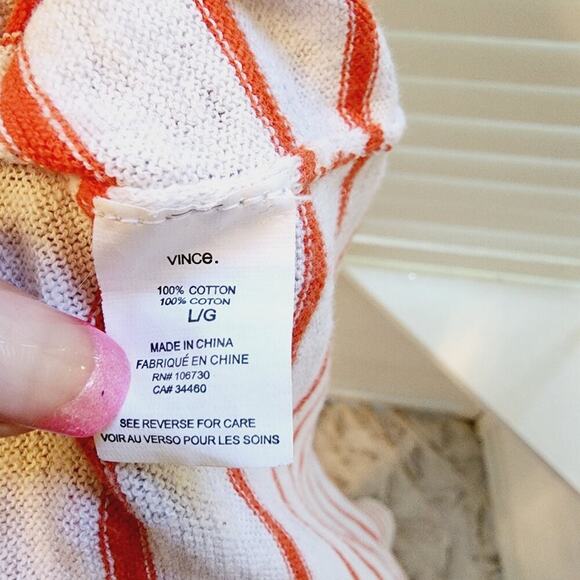 VINCE.
100% COTTON
100% COTON
L/G
MADE IN CHINA
FABRIQUÉ EN CHINE
RN# 106730
CA# 34460
SEE REVERSE FOR CARE
VOIR AU VERSO POUR LES SOINS